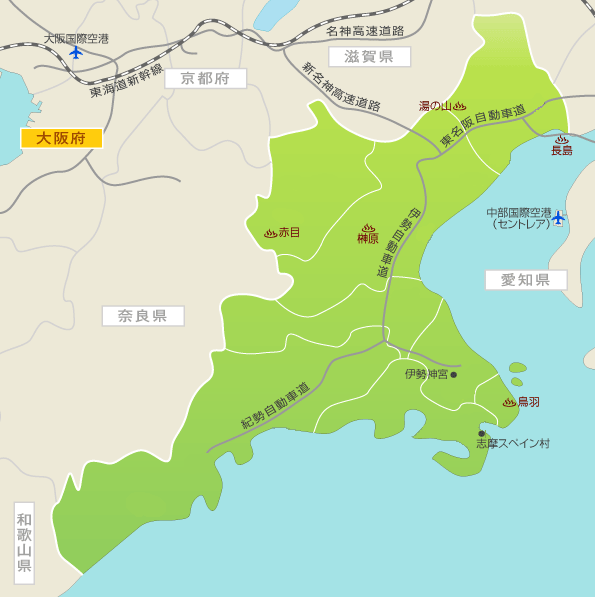 大阪国際空港
名神高速道路
滋賀県
東海道新幹線
京都府
新名神高速道路
湯の山
東名阪自動車道
大阪府
長島
中部国際空港
(セントレア)
赤目
榊原
伊勢自動車道
愛知県
奈良県
伊勢神宮
紀勢自動車道
鳥羽
志摩スペイン村
和歌山県